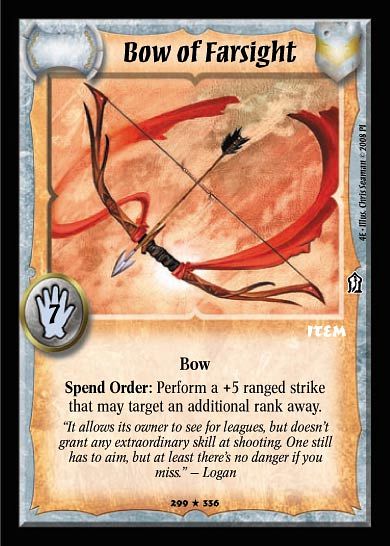 Bow of Farsight
4E • Illus. Chris Seaman © 2008 PJ
7
ITEM
Bow
Spend Order: Perform a +5 ranged strike
that may target an additional rank away.
“It allows its owner to see for leagues, but doesn’t
grant any extraordinary skill at shooting. One still
has to aim, but at least there’s no danger if you
miss.” – Logan
299 ★ 336